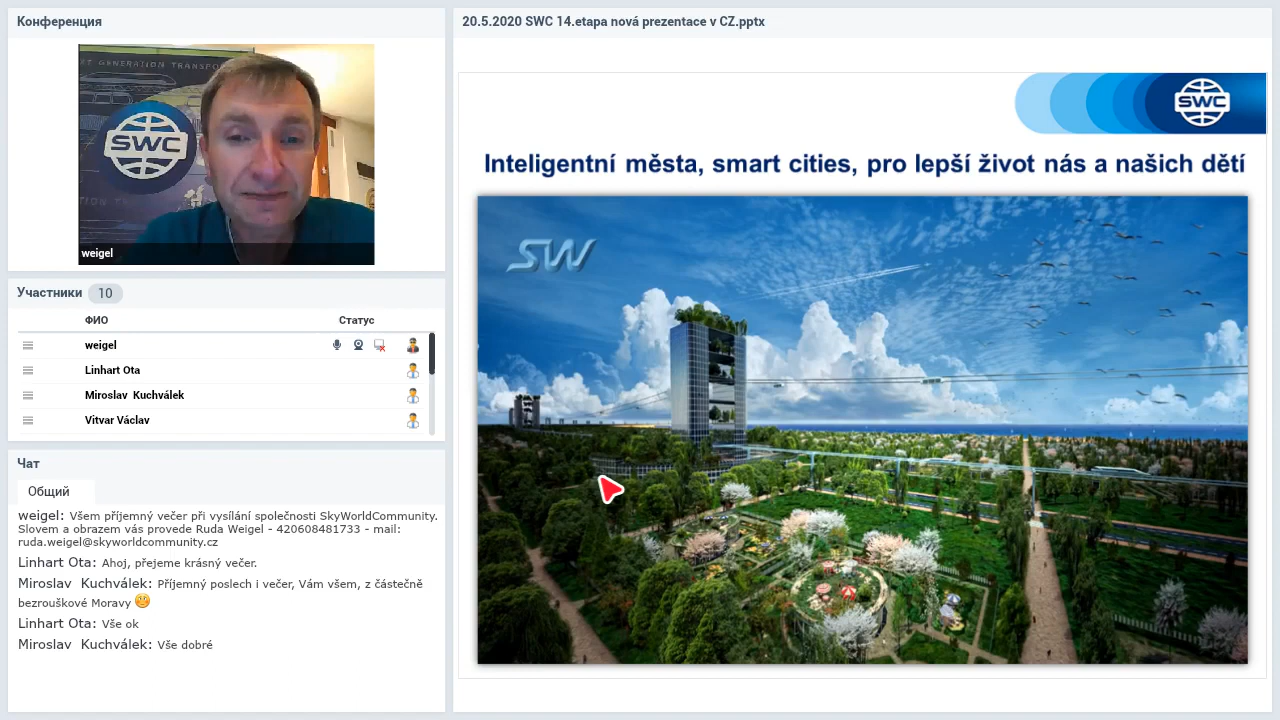 Конференция
XT GENERATION TRANSPO
SWC
weigel
Участники 10
ФИО Статус
weigel
Linhart Ota
Miroslav Kuchválek
Vitvar Václav
Чат
Общий
weigel: Všem příjemný večer při vysílání společnosti SkyWorldCommunity.
Slovem a obrazem vás provede Ruda Weigel - 420608481733 - mail:
ruda.weigel@skyworldcommunity.cz
Linhart Ota: Ahoj, přejeme krásný večer.
Miroslav Kuchválek: Příjemný poslech i večer, Vám všem, z částečně
bezrouškové Moravy
Linhart Ota: Vše ok
Miroslav Kuchválek: Vše dobré
20.5.2020 SWC 14.etapa nová prezentace v CZ.pptx
SWC
Inteligentní města, smart cities, pro lepší život nás a našich dětí
SW